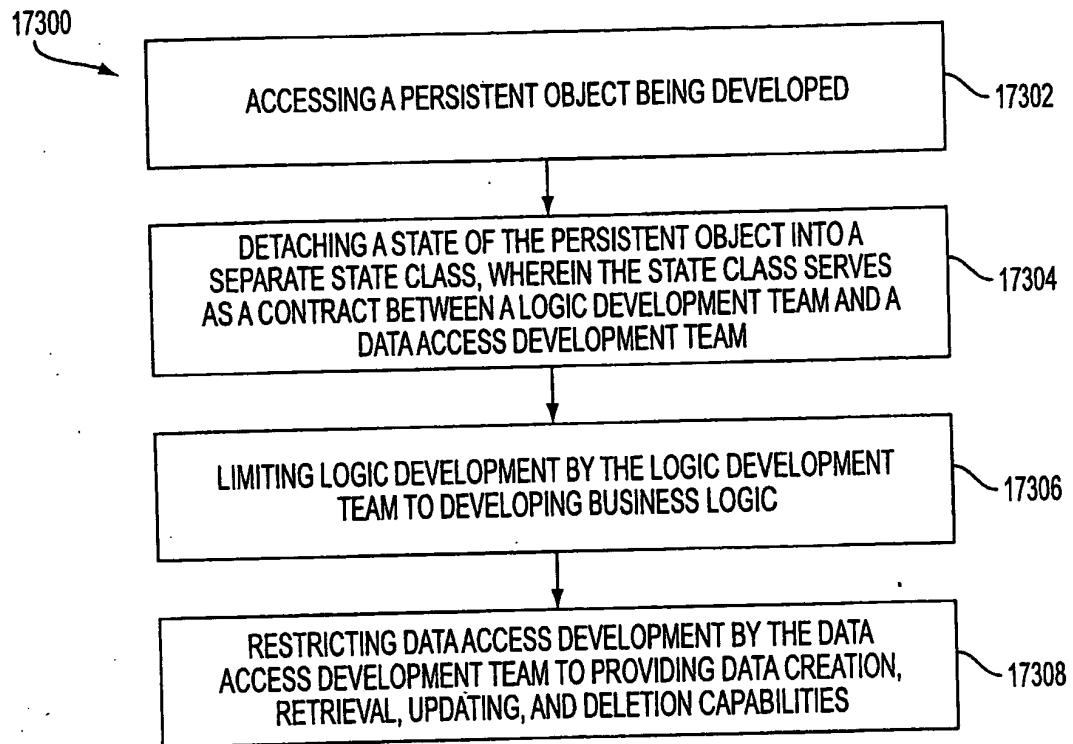 17300
ACCESSING A PERSISTENT OBJECT BEING DEVELOPED
17302
DETACHING A STATE OF THE PERSISTENT OBJECT INTO A
SEPARATE STATE CLASS, WHEREIN THE STATE CLASS SERVES
AS A CONTRACT BETWEEN A LOGIC DEVELOPMENT TEAM AND A
DATA ACCESS DEVELOPMENT TEAM
17304
LIMITING LOGIC DEVELOPMENT BY THE LOGIC DEVELOPMENT
TEAM TO DEVELOPING BUSINESS LOGIC
17306
RESTRICTING DATA ACCESS DEVELOPMENT BY THE DATA
ACCESS DEVELOPMENT TEAM TO PROVIDING DATA CREATION,
RETRIEVAL, UPDATING, AND DELETION CAPABILITIES
17308